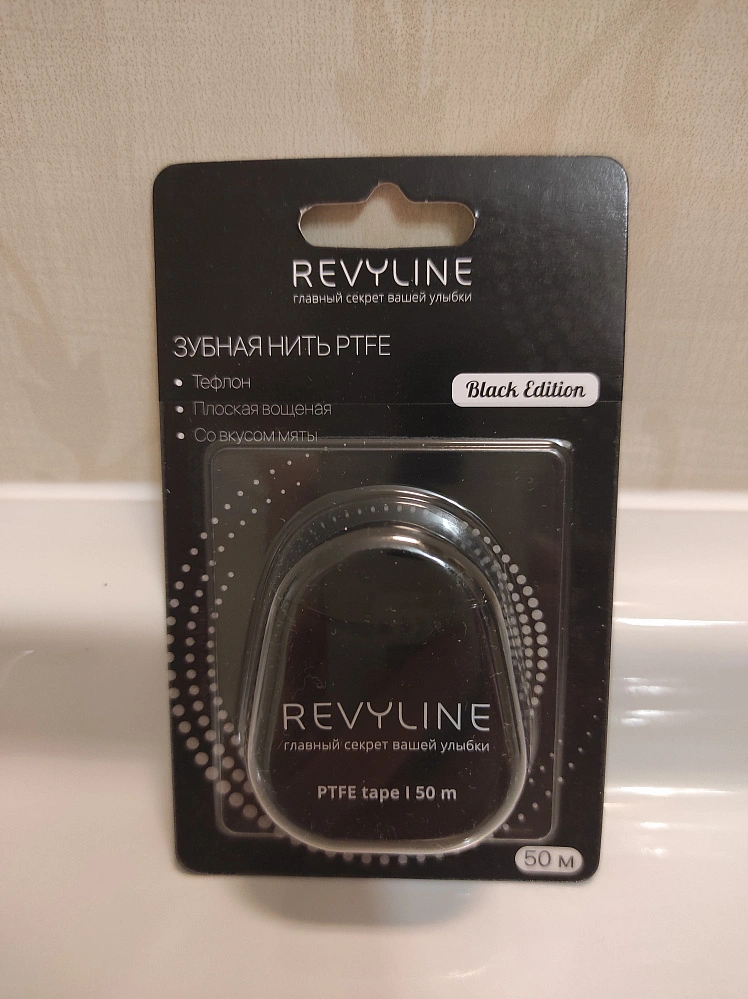 REVYLINE
главный секрет вашей улыбки
ЗУБНАЯ НИТЬ PTFE
• Тефлон
Black Edition
• Плоская вощеная
• Со вкусом мяты
REVYLINE
главный секрет вашей улыбки
PTFE tape I 50 m
50 м